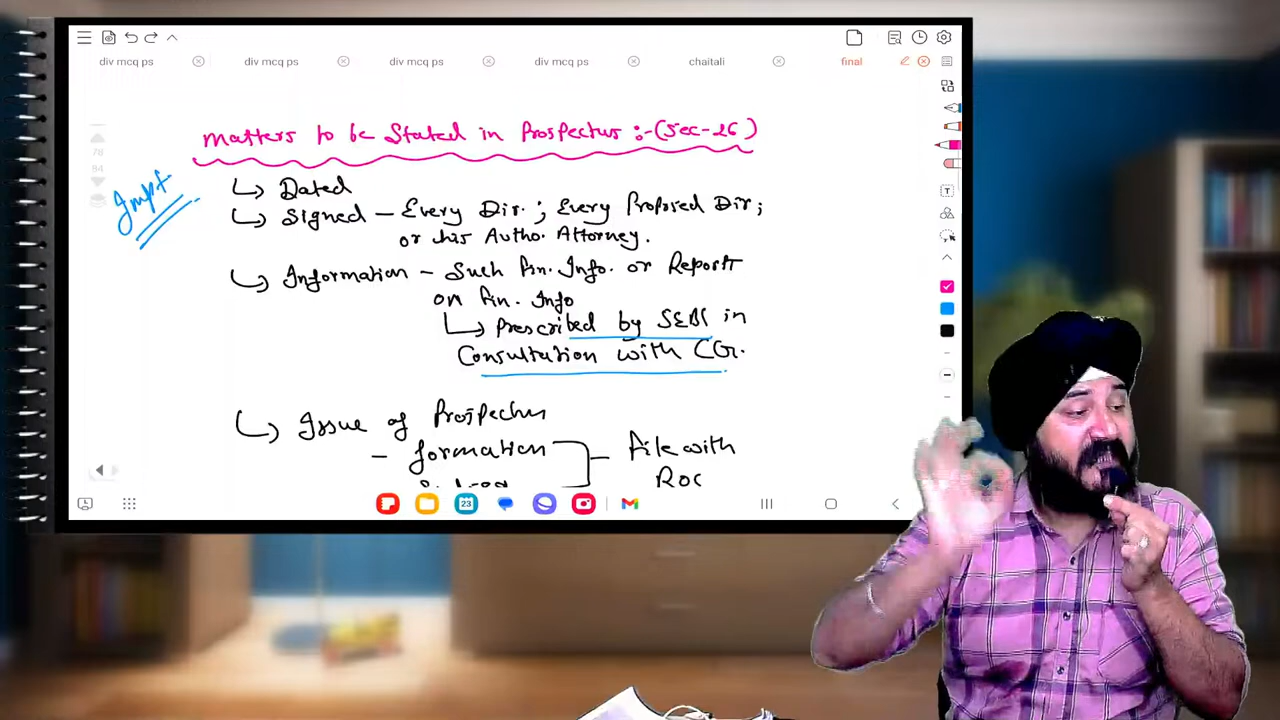 div mcq ps
div mcq ps
div mcq ps
div mcq ps
chaitali
final
78
84
Matters to be Stated in Prospectus :-(Sec-26)
Impt
↳ Dated
↳ Signed – Every Dir. ; Every Proposed Dir;
or his Autho. Attorney.
↳ Information – Such fin. Info. or Report
on fin. Info
↳ Prescribed by SEBI in
Consultation with CG.
↳ Issue of Prospectus
– formation
File with
ROC
23
T